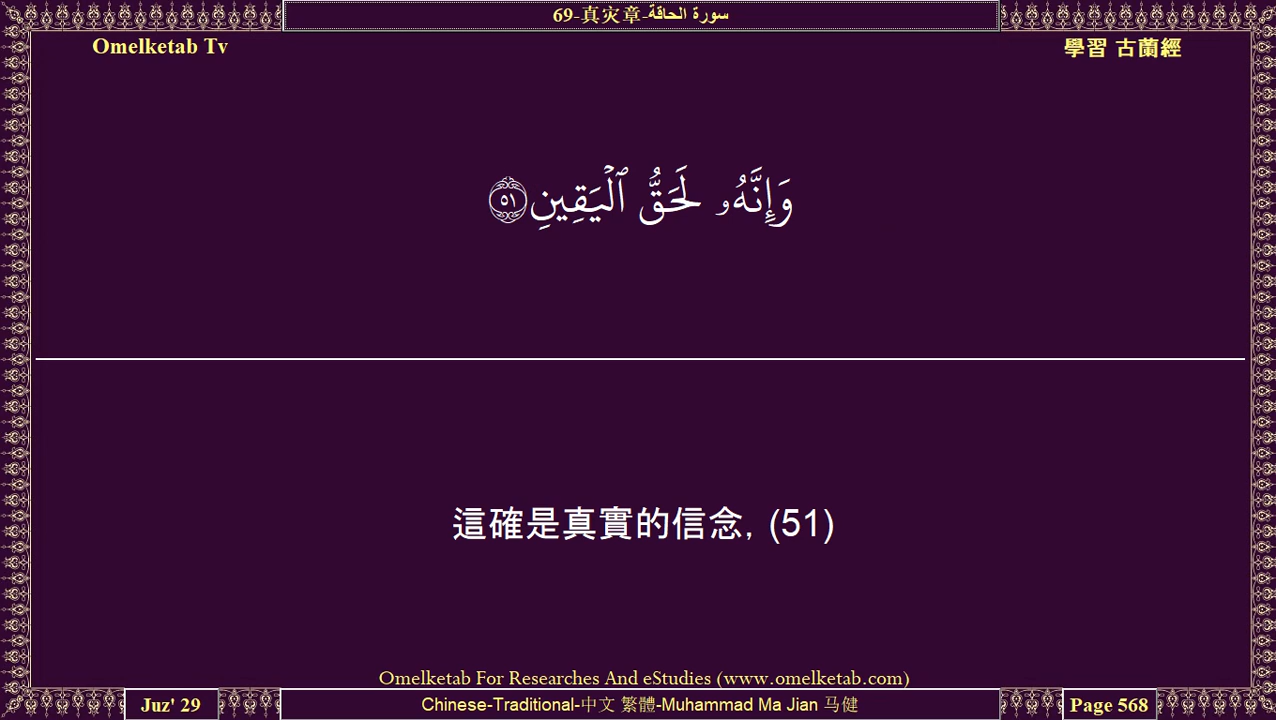 69-真灾章-سورة الحاقة
Omelketab Tv
學習 古蘭經
وَإِنَّهُۥ لَحَقُّ ٱلۡيَقِينِ ٥١
這確是真實的信念, (51)
Omelketab For Researches And eStudies (www.omelketab.com)
Juz' 29
Chinese-Traditional-中文 繁體-Muhammad Ma Jian 马健
Page 568